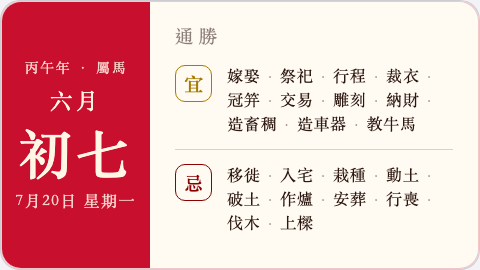 丙午年 · 屬馬
六月
初七
7月20日 星期一
通勝
宜
嫁娶 · 祭祀 · 行程 · 裁衣 ·
冠笄 · 交易 · 雕刻 · 納財 ·
造畜稠 · 造車器 · 教牛馬
忌
移徙 · 入宅 · 栽種 · 動土 ·
破土 · 作爐 · 安葬 · 行喪 ·
伐木 · 上樑